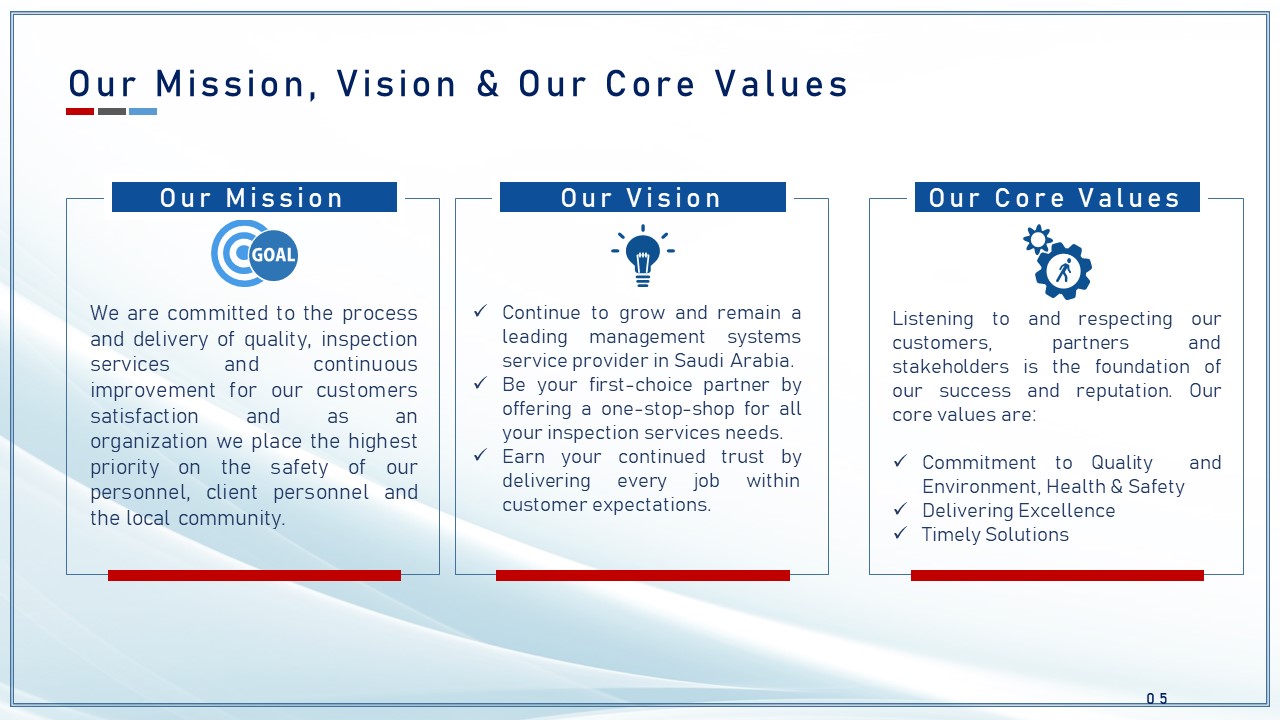 Our Mission, Vision & Our Core Values
Our Mission
GOAL
We are committed to the process
and delivery of quality, inspection
services and continuous
improvement for our customers
satisfaction and as an
organization we place the highest
priority on the safety of our
personnel, client personnel and
the local community.
Our Vision
✓ Continue to grow and remain a
leading management systems
service provider in Saudi Arabia.
✓ Be your first-choice partner by
offering a one-stop-shop for all
your inspection services needs.
✓ Earn your continued trust by
delivering every job within
customer expectations.
Our Core Values
Listening to and respecting our
customers, partners and
stakeholders is the foundation of
our success and reputation. Our
core values are:
✓ Commitment to Quality and
Environment, Health & Safety
✓ Delivering Excellence
✓ Timely Solutions
05